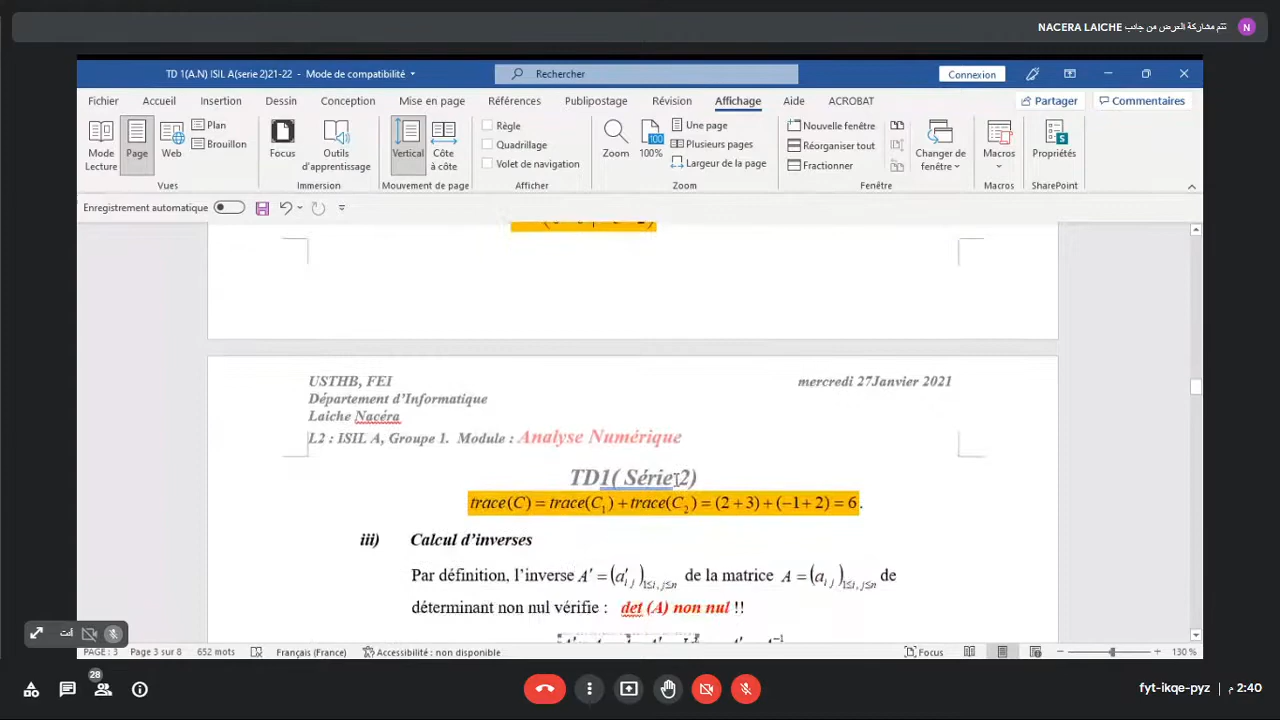 تتم مشاركة العرض من جانب NACERA LAICHE
N
TD 1(A.N) ISIL A(serie 2)21-22 - Mode de compatibilité
Rechercher
Connexion
Fichier Accueil Insertion Dessin Conception Mise en page Références Publipostage Révision Affichage Aide ACROBAT
Partager Commentaires
Mode Lecture
Page
Web
Plan
Brouillon
Vues
Focus
Outils d'apprentissage
Immersion
Vertical
Côte à côte
Mouvement de page
Règle
Quadrillage
Volet de navigation
Afficher
Zoom
100
100%
Une page
Plusieurs pages
Largeur de la page
Zoom
Nouvelle fenêtre
Réorganiser tout
Fractionner
Changer de fenêtre
Fenêtre
Macros
Macros
S
Propriétés
SharePoint
Enregistrement automatique
USTHB, FEI
mercredi 27Janvier 2021
Département d'Informatique
Laiche Nacéra
L2 : ISIL A, Groupe 1. Module : Analyse Numérique
TD1( Série 2)
trace(C) = trace(C₁) + trace(C₂) = (2 + 3) + (−1 + 2) = 6 .
iii) Calcul d'inverses
Par définition, l'inverse A' = (a'ᵢ ⱼ)₁≤ᵢ,ⱼ≤ₙ de la matrice A = (aᵢ ⱼ)₁≤ᵢ,ⱼ≤ₙ de
déterminant non nul vérifie : det (A) non nul !!
أنت
PAGE : 3 Page 3 sur 8 652 mots Français (France) Accessibilité : non disponible Focus 130 %
28
fyt-ikqe-pyz | 2:40 م